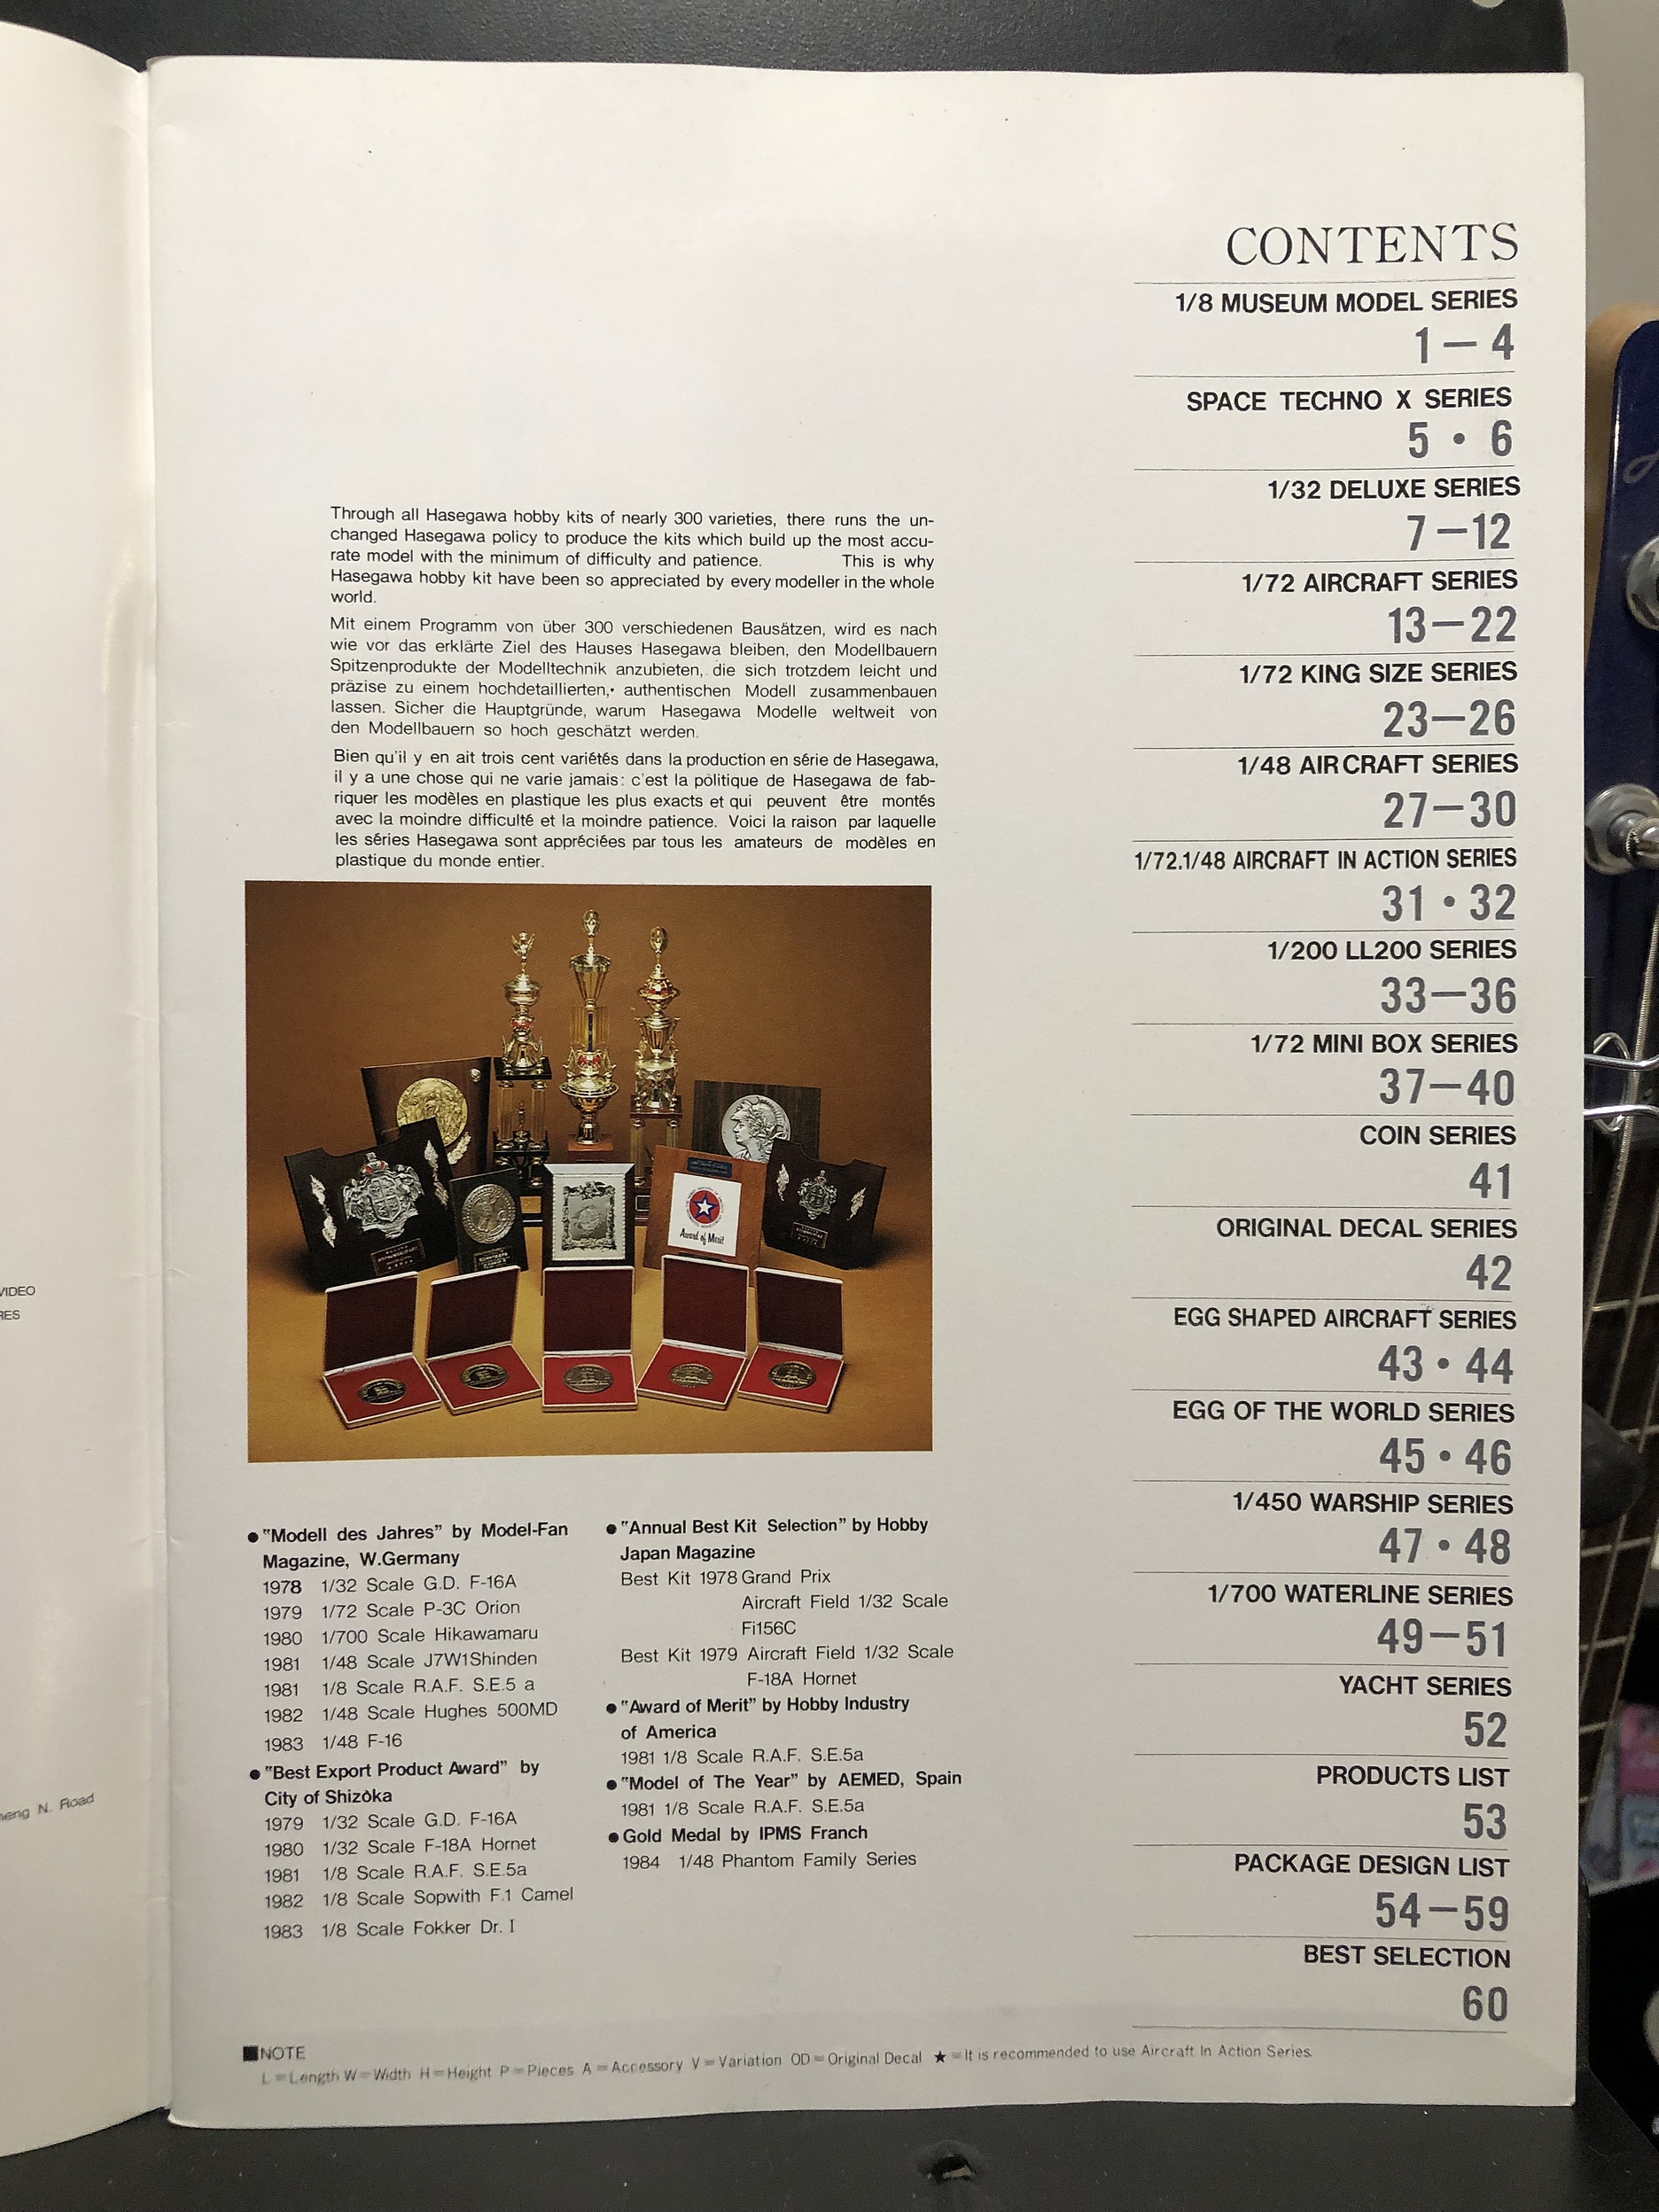 CONTENTS
1/8 MUSEUM MODEL SERIES
1 — 4
SPACE TECHNO X SERIES
5 • 6
1/32 DELUXE SERIES
7 —12
1/72 AIRCRAFT SERIES
13—22
1/72 KING SIZE SERIES
23—26
1/48 AIRCRAFT SERIES
27—30
1/72.1/48 AIRCRAFT IN ACTION SERIES
31 • 32
1/200 LL200 SERIES
33—36
1/72 MINI BOX SERIES
37—40
COIN SERIES
41
ORIGINAL DECAL SERIES
42
EGG SHAPED AIRCRAFT SERIES
43 • 44
EGG OF THE WORLD SERIES
45 • 46
1/450 WARSHIP SERIES
47 • 48
1/700 WATERLINE SERIES
49—51
YACHT SERIES
52
PRODUCTS LIST
53
PACKAGE DESIGN LIST
54—59
BEST SELECTION
60
Through all Hasegawa hobby kits of nearly 300 varieties, there runs the un-
changed Hasegawa policy to produce the kits which build up the most accu-
rate model with the minimum of difficulty and patience. This is why
Hasegawa hobby kit have been so appreciated by every modeller in the whole
world.
Mit einem Programm von über 300 verschiedenen Bausätzen, wird es nach
wie vor das erklärte Ziel des Hauses Hasegawa bleiben, den Modellbauern
Spitzenprodukte der Modelltechnik anzubieten, die sich trotzdem leicht und
präzise zu einem hochdetaillierten, authentischen Modell zusammenbauen
lassen. Sicher die Hauptgründe, warum Hasegawa Modelle weltweit von
den Modellbauern so hoch geschätzt werden.
Bien qu'il y en ait trois cent variétés dans la production en série de Hasegawa,
il y a une chose qui ne varie jamais: c'est la pòlitique de Hasegawa de fab-
riquer les modèles en plastique les plus exacts et qui peuvent être montés
avec la moindre difficulté et la moindre patience. Voici la raison par laquelle
les séries Hasegawa sont appréciées par tous les amateurs de modèles en
plastique du monde entier.
Award of Merit
● "Modell des Jahres" by Model-Fan
Magazine, W.Germany
1978 1/32 Scale G.D. F-16A
1979 1/72 Scale P-3C Orion
1980 1/700 Scale Hikawamaru
1981 1/48 Scale J7W1Shinden
1981 1/8 Scale R.A.F. S.E.5 a
1982 1/48 Scale Hughes 500MD
1983 1/48 F-16
● "Best Export Product Award" by
City of Shizòka
1979 1/32 Scale G.D. F-16A
1980 1/32 Scale F-18A Hornet
1981 1/8 Scale R.A.F. S.E.5a
1982 1/8 Scale Sopwith F.1 Camel
1983 1/8 Scale Fokker Dr. I
● "Annual Best Kit Selection" by Hobby
Japan Magazine
Best Kit 1978 Grand Prix
Aircraft Field 1/32 Scale
Fi156C
Best Kit 1979 Aircraft Field 1/32 Scale
F-18A Hornet
● "Award of Merit" by Hobby Industry
of America
1981 1/8 Scale R.A.F. S.E.5a
● "Model of The Year" by AEMED, Spain
1981 1/8 Scale R.A.F. S.E.5a
● Gold Medal by IPMS Franch
1984 1/48 Phantom Family Series
■NOTE
L=Length W=Width H=Height P=Pieces A=Accessory V=Variation OD=Original Decal ★=It is recommended to use Aircraft In Action Series.
VIDEO
N. Road